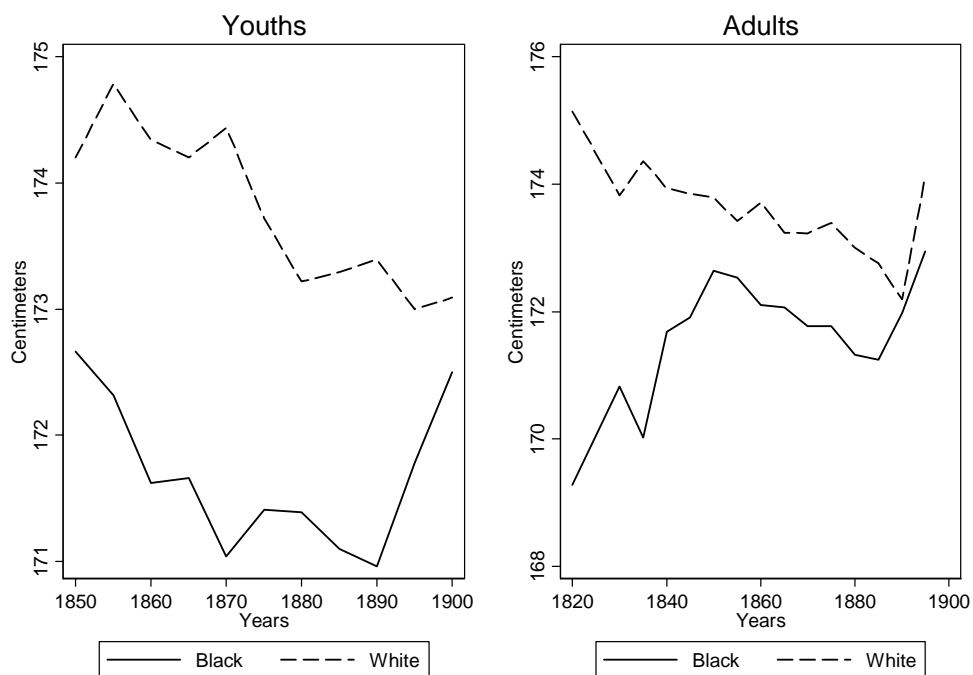 Youths
175
174
173
172
171
Centimeters
1850 1860 1870 1880 1890 1900
Years
Black White
Adults
176
174
172
170
168
Centimeters
1820 1840 1860 1880 1900
Years
Black White